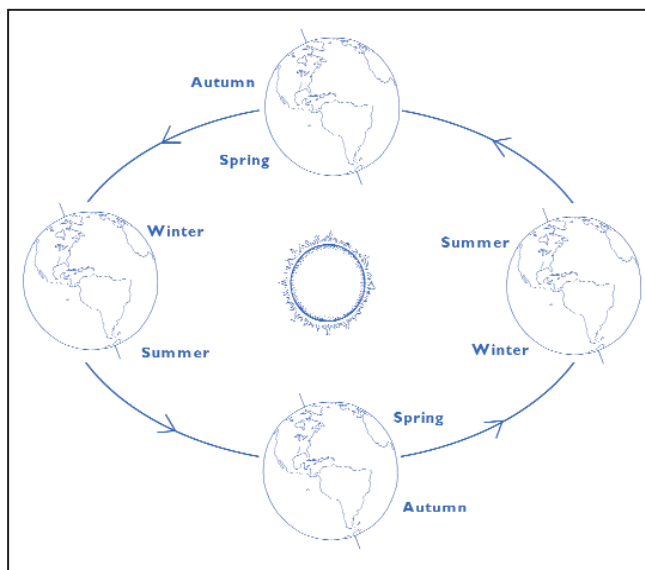 Autumn
Spring
Winter
Summer
Summer
Winter
Spring
Autumn